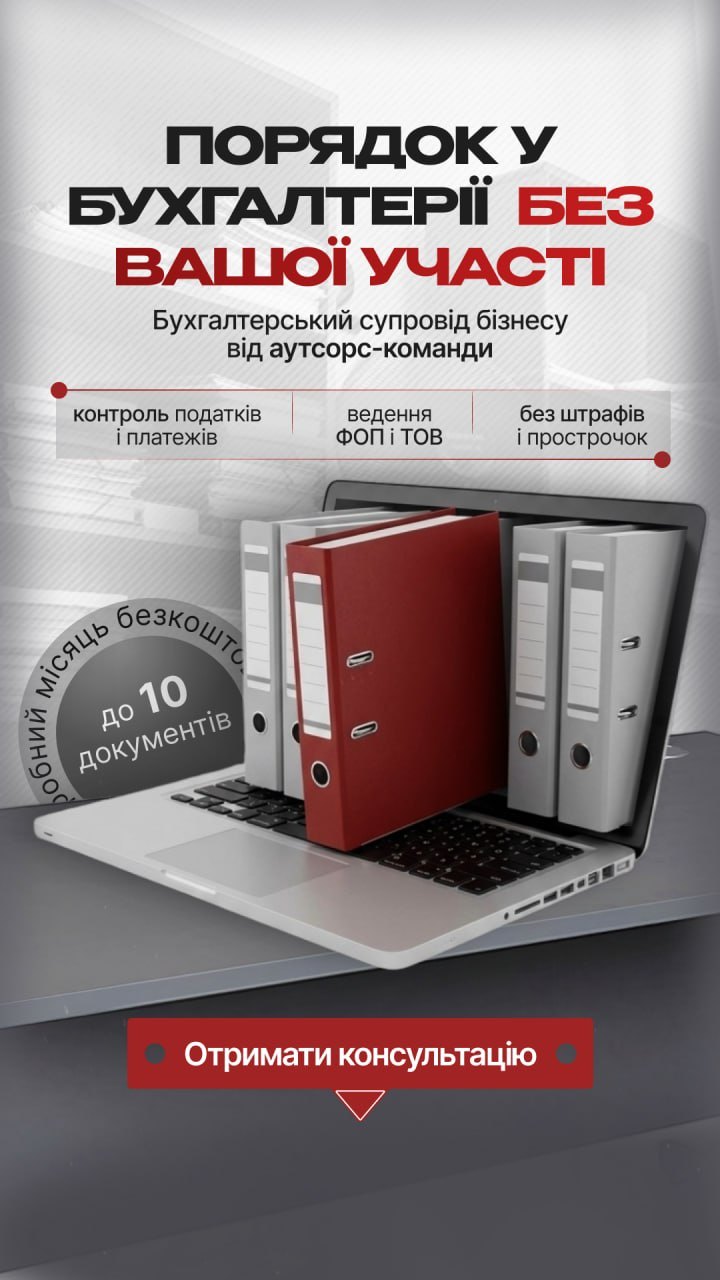 ПОРЯДОК У
БУХГАЛТЕРІЇ БЕЗ
ВАШОЇ УЧАСТІ
Бухгалтерський супровід бізнесу
від аутсорс-команди
контроль податків
і платежів
ведення
ФОП і ТОВ
без штрафів
і прострочок
місяць
до 10
документів
Отримати консультацію